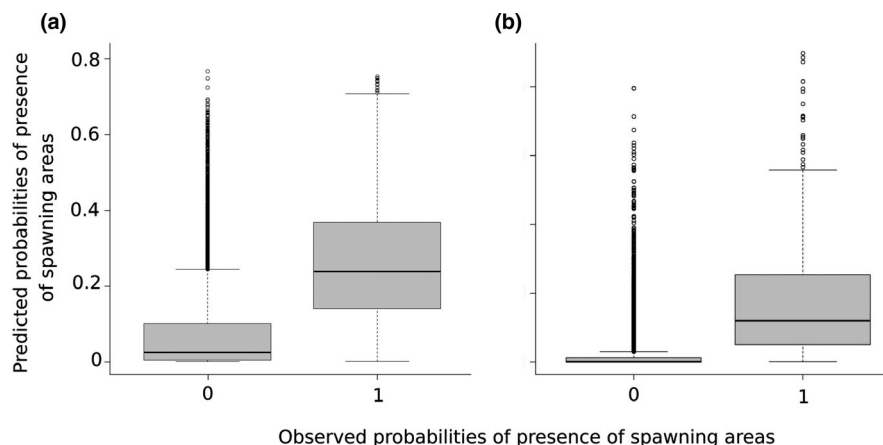 (a)
(b)
Predicted probabilities of presence
of spawning areas
0.8
0.6
0.4
0.2
0
0
1
0
1
Observed probabilities of presence of spawning areas